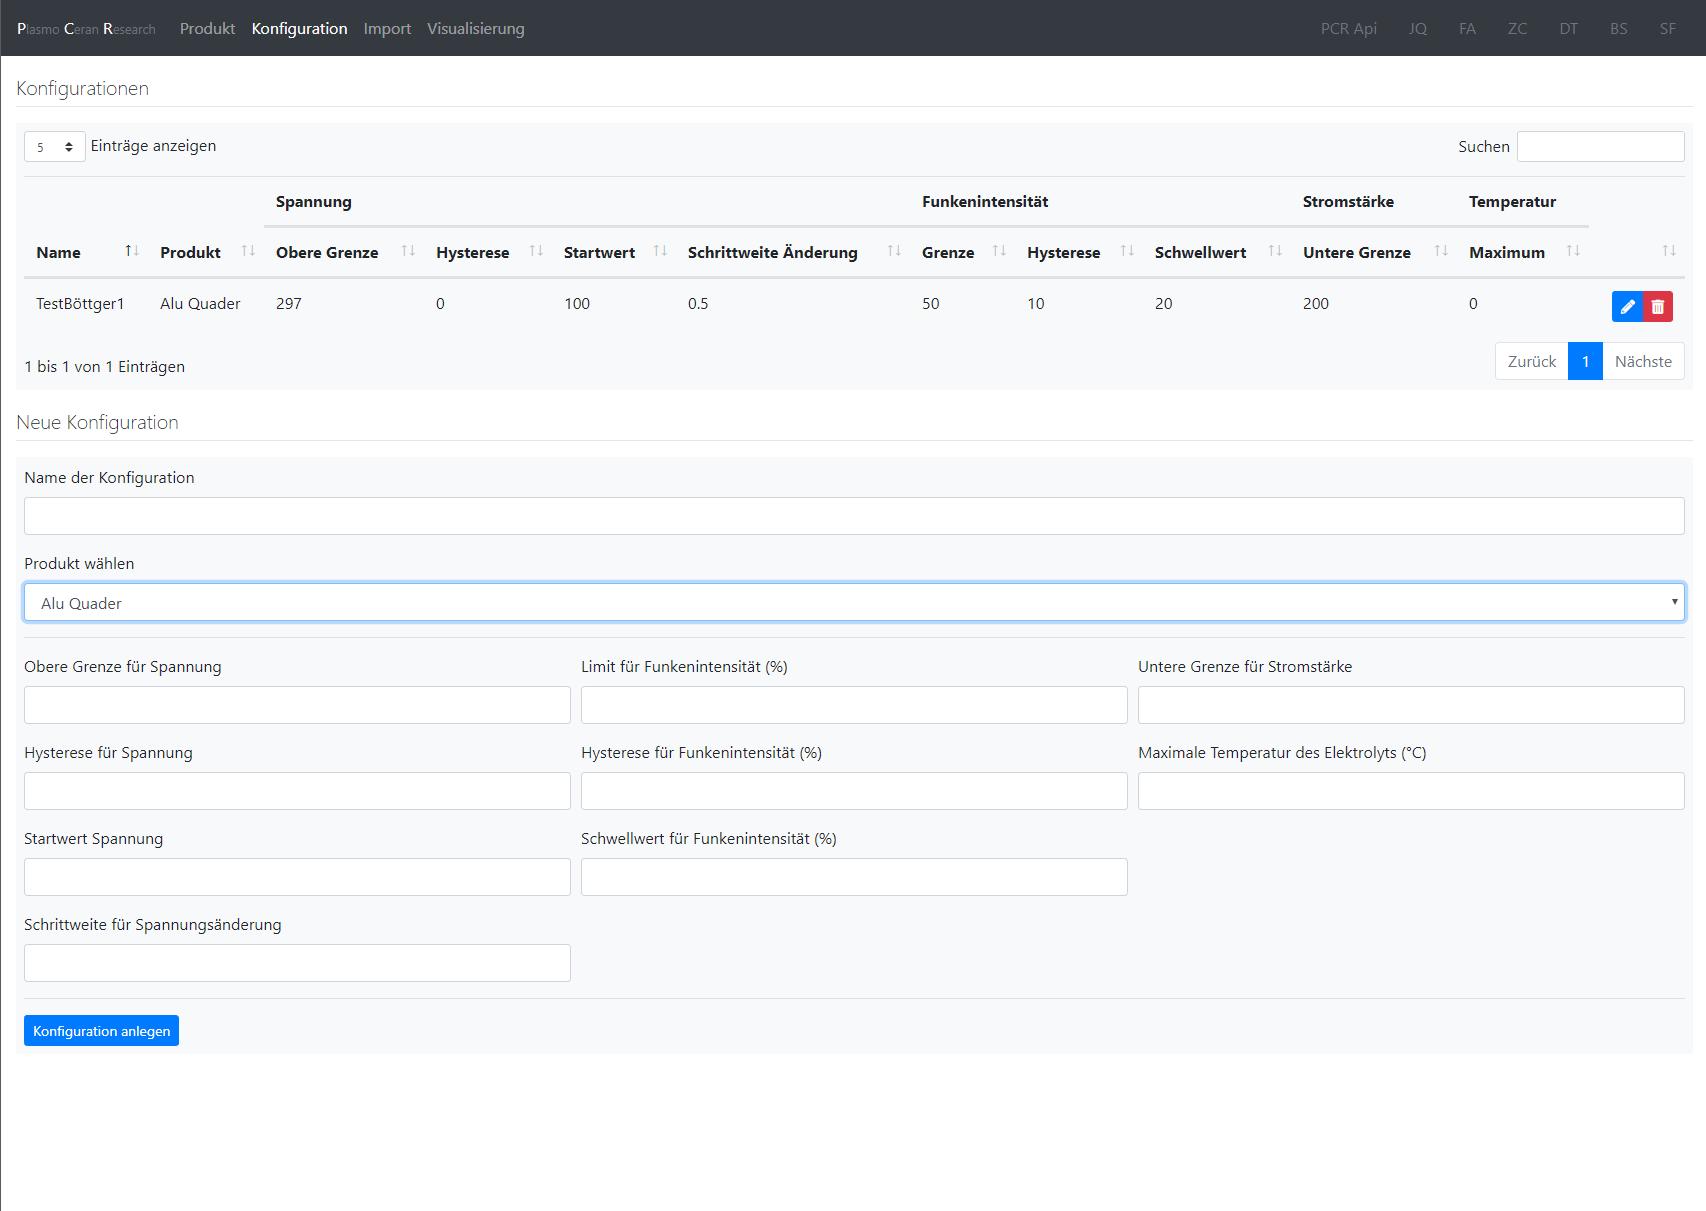 Plasmo Ceran Research Produkt Konfiguration Import Visualisierung PCR Api JQ FA ZC DT BS SF
Konfigurationen
5 Einträge anzeigen Suchen
Spannung Funkenintensität Stromstärke Temperatur
Name Produkt Obere Grenze Hysterese Startwert Schrittweite Änderung Grenze Hysterese Schwellwert Untere Grenze Maximum
TestBöttger1 Alu Quader 297 0 100 0.5 50 10 20 200 0
1 bis 1 von 1 Einträgen Zurück 1 Nächste
Neue Konfiguration
Name der Konfiguration
Produkt wählen
Alu Quader
Obere Grenze für Spannung Limit für Funkenintensität (%) Untere Grenze für Stromstärke
Hysterese für Spannung Hysterese für Funkenintensität (%) Maximale Temperatur des Elektrolyts (°C)
Startwert Spannung Schwellwert für Funkenintensität (%)
Schrittweite für Spannungsänderung
Konfiguration anlegen